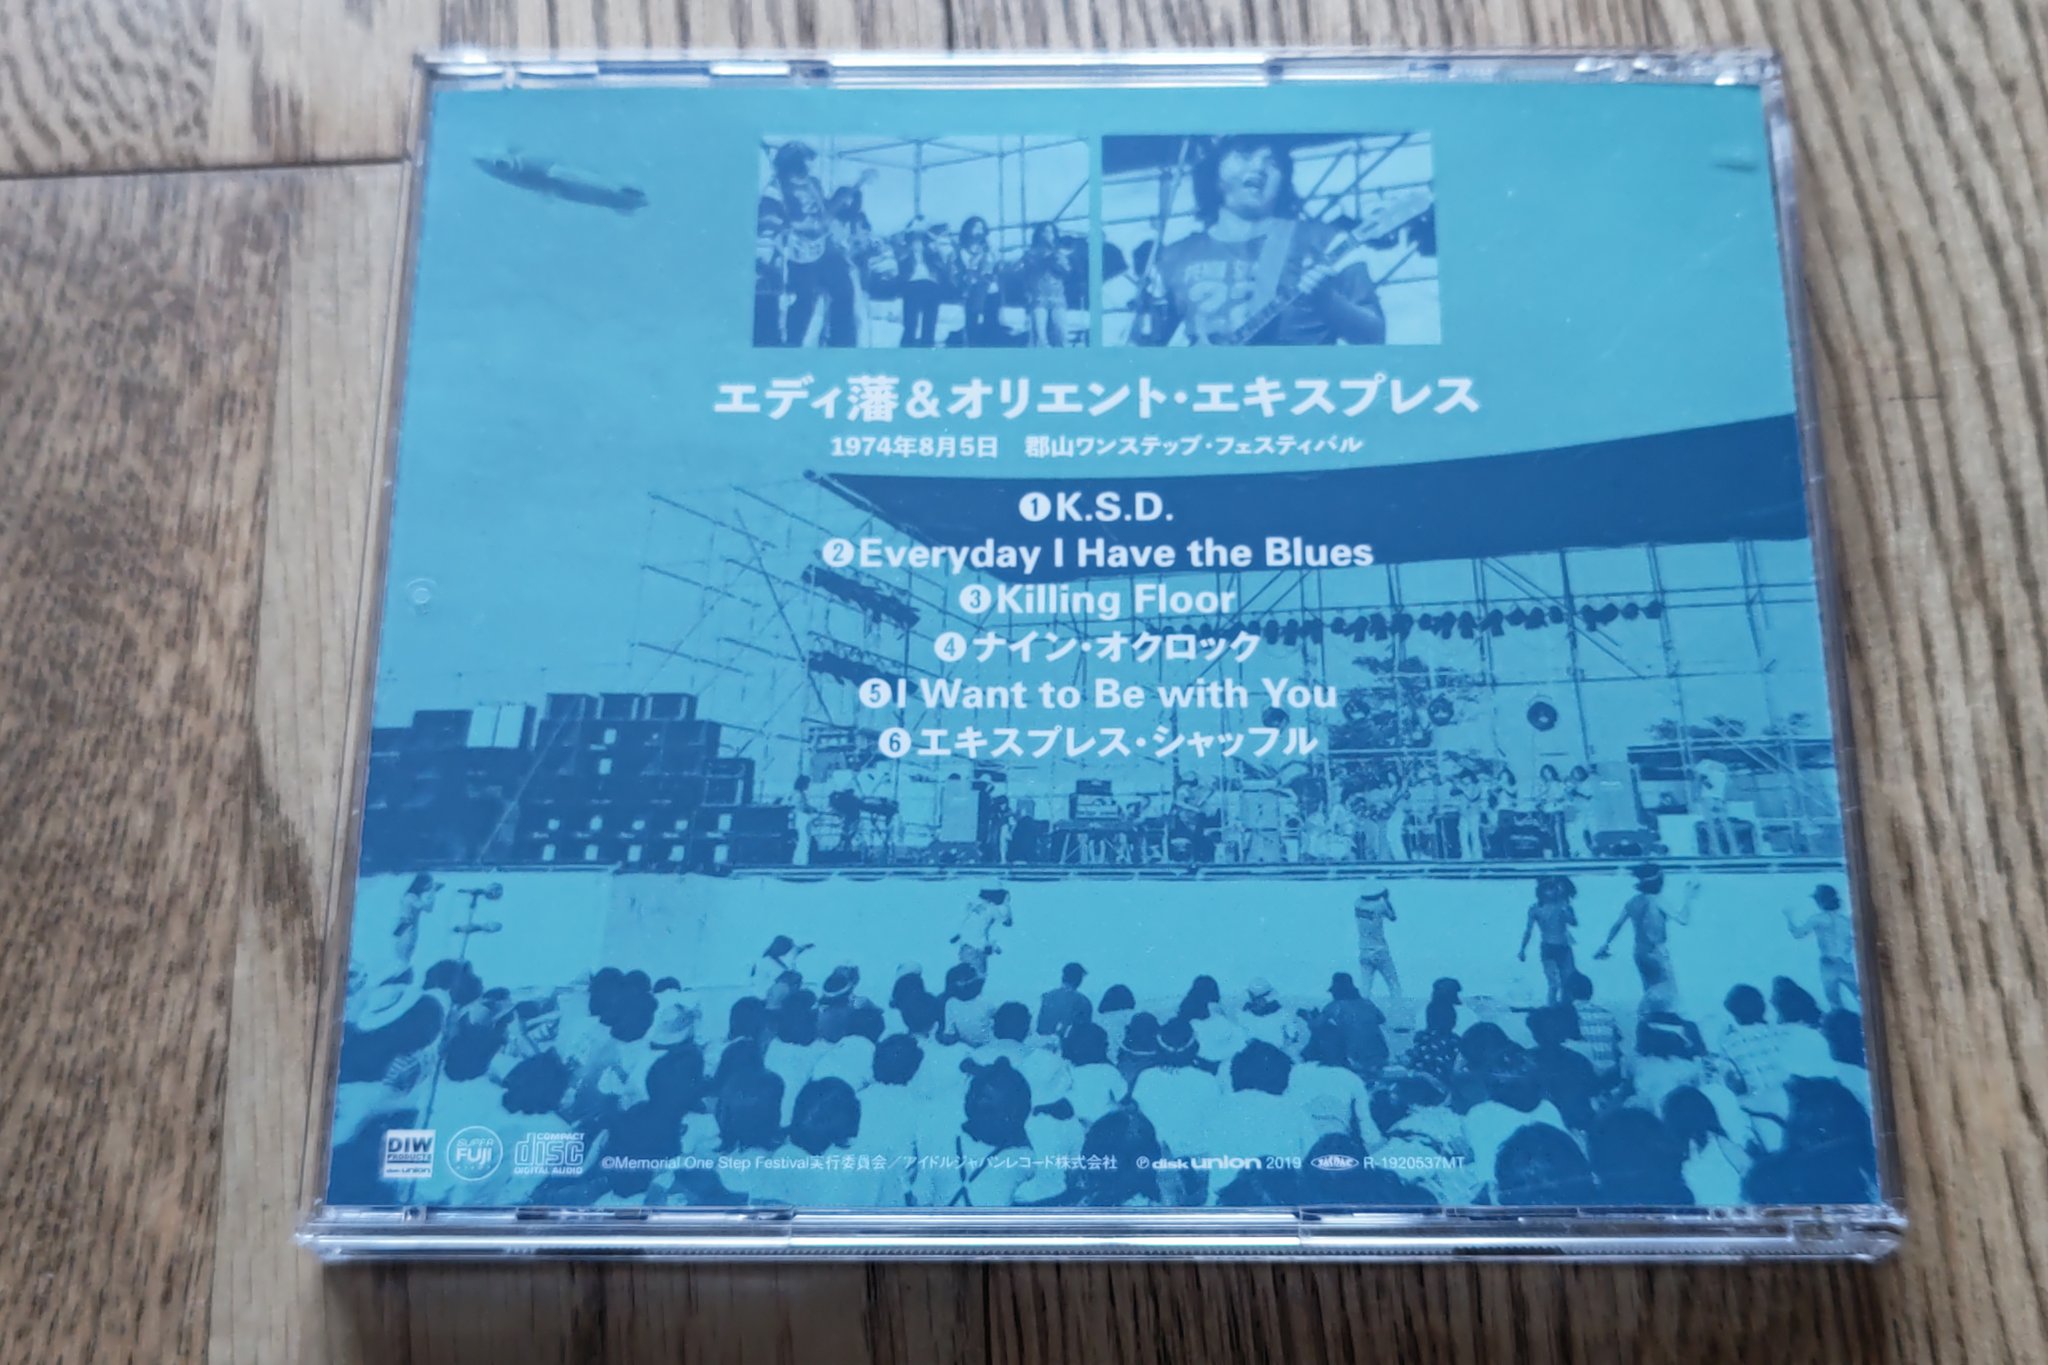 エディ藩&オリエント・エキスプレス
1974年8月5日 郡山ワンステップ・フェスティバル
❶K.S.D.
❷Everyday I Have the Blues
❸Killing Floor
❹ナイン・オクロック
❺I Want to Be with You
❻エキスプレス・シャッフル
DIW
PRODUCTS
disk union
SUPER
FUJI
COMPACT
disc
DIGITAL AUDIO
©Memorial One Step Festival実行委員会／アイドルジャパンレコード株式会社 ℗disk union 2019 R-1920537MT